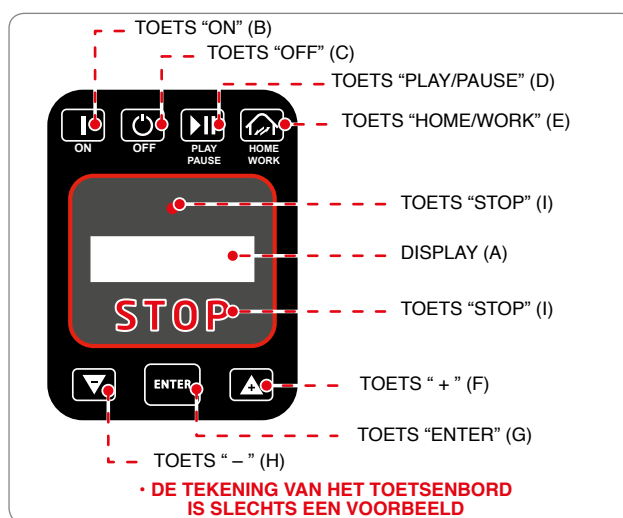 TOETS “ON” (B)
TOETS “OFF” (C)
TOETS “PLAY/PAUSE” (D)
TOETS “HOME/WORK” (E)
ON
OFF
PLAY
PAUSE
HOME
WORK
TOETS “STOP” (I)
DISPLAY (A)
STOP
TOETS “STOP” (I)
–
ENTER
+
TOETS “ + ” (F)
TOETS “ENTER” (G)
TOETS “ – ” (H)
• DE TEKENING VAN HET TOETSENBORD
IS SLECHTS EEN VOORBEELD